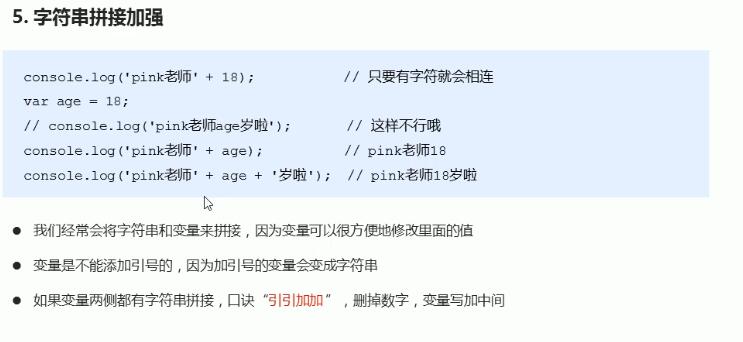 5. 字符串拼接加强
console.log('pink老师' + 18); // 只要有字符就会相连
var age = 18;
// console.log('pink老师age岁啦'); // 这样不行哦
console.log('pink老师' + age); // pink老师18
console.log('pink老师' + age + '岁啦'); // pink老师18岁啦
● 我们经常会将字符串和变量来拼接，因为变量可以很方便地修改里面的值
● 变量是不能添加引号的，因为加引号的变量会变成字符串
● 如果变量两侧都有字符串拼接，口诀“引引加加”，删掉数字，变量写加中间